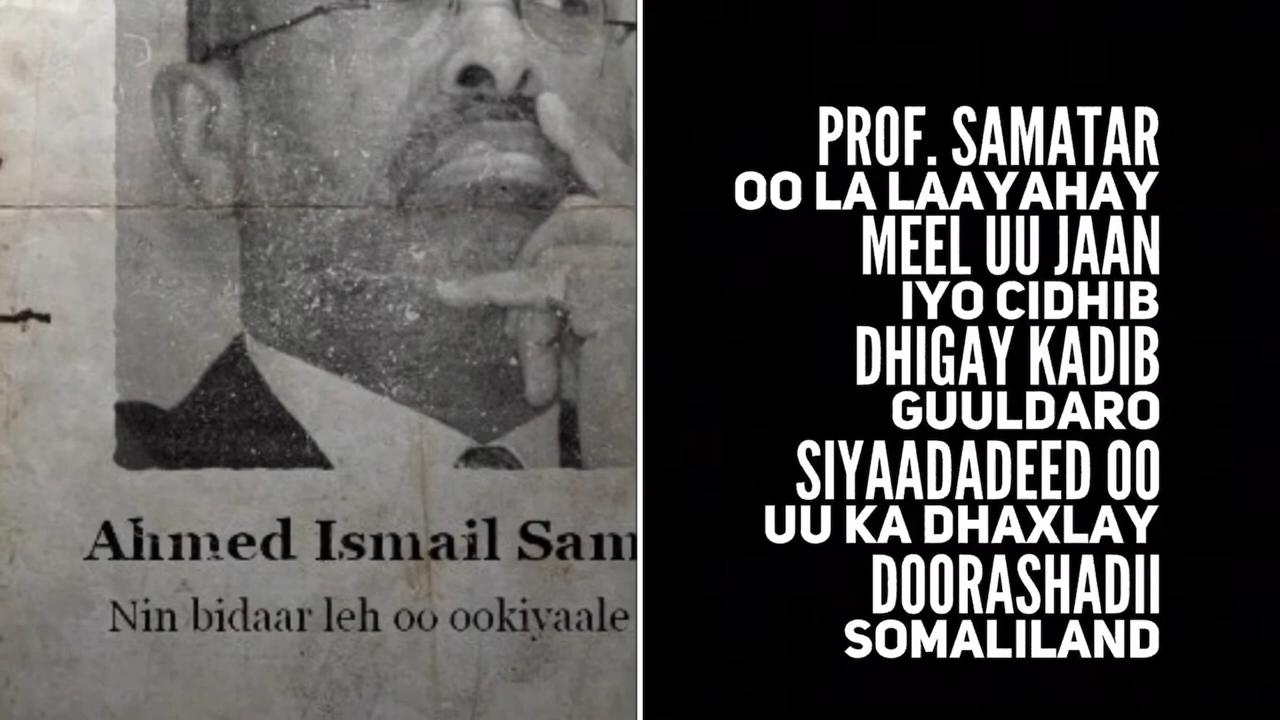 Ahmed Ismail Sam
Nin bidaar leh oo ookiyaale
PROF. SAMATAR
OO LA LAAYAHAY
MEEL UU JAAN
IYO CIDHIB
DHIGAY KADIB
GUULDARO
SIYAADADEED OO
UU KA DHAXLAY
DOORASHADII
SOMALILAND